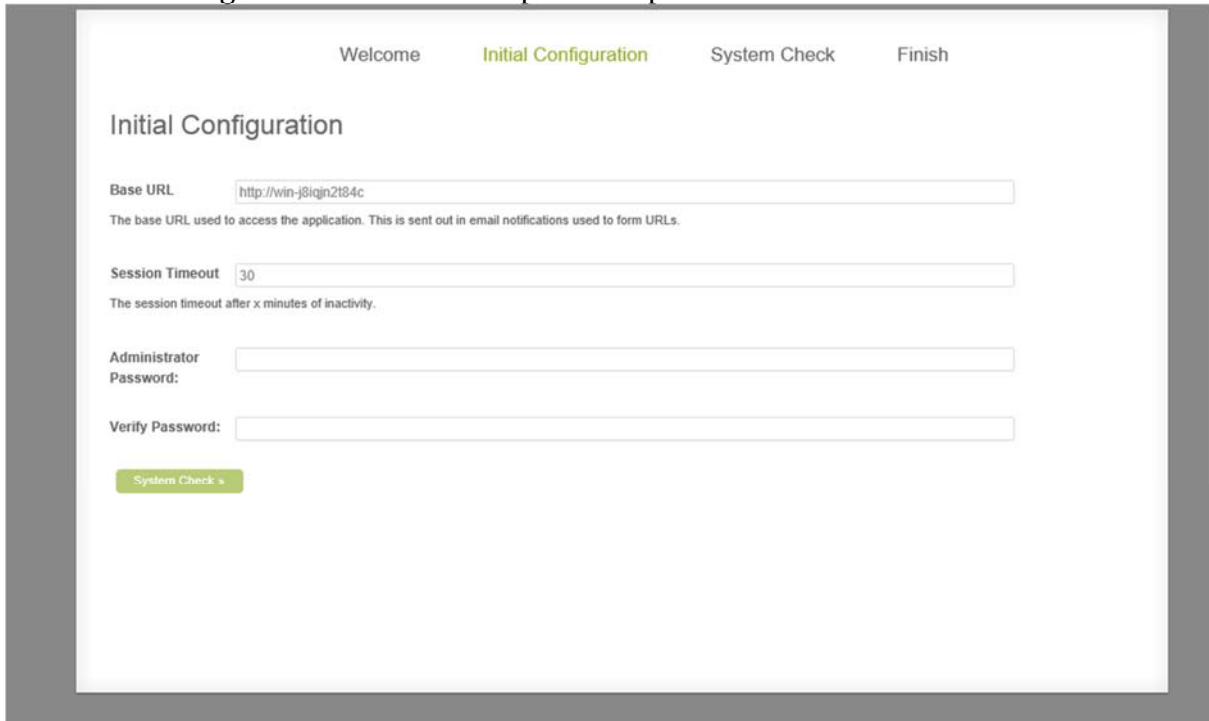 Welcome Initial Configuration System Check Finish
Initial Configuration
Base URL http://win-j8iqjn2t84c
The base URL used to access the application. This is sent out in email notifications used to form URLs.
Session Timeout 30
The session timeout after x minutes of inactivity.
Administrator
Password:
Verify Password:
System Check »